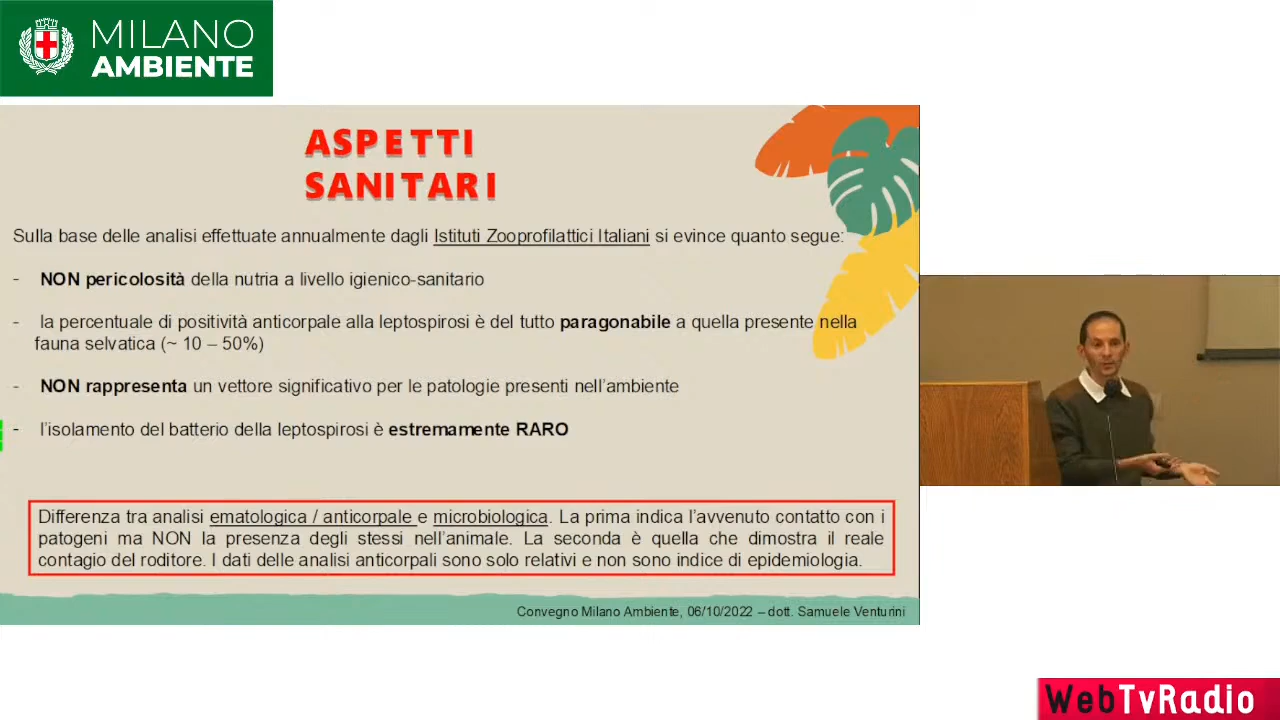 MILANO
AMBIENTE
ASPETTI
SANITARI
Sulla base delle analisi effettuate annualmente dagli Istituti Zooprofilattici Italiani si evince quanto segue:
- NON pericolosità della nutria a livello igienico-sanitario
- la percentuale di positività anticorpale alla leptospirosi è del tutto paragonabile a quella presente nella
fauna selvatica (~ 10 – 50%)
- NON rappresenta un vettore significativo per le patologie presenti nell’ambiente
- l’isolamento del batterio della leptospirosi è estremamente RARO
Differenza tra analisi ematologica / anticorpale e microbiologica. La prima indica l’avvenuto contatto con i
patogeni ma NON la presenza degli stessi nell’animale. La seconda è quella che dimostra il reale
contagio del roditore. I dati delle analisi anticorpali sono solo relativi e non sono indice di epidemiologia.
Convegno Milano Ambiente, 06/10/2022 – dott. Samuele Venturini
WebTvRadio